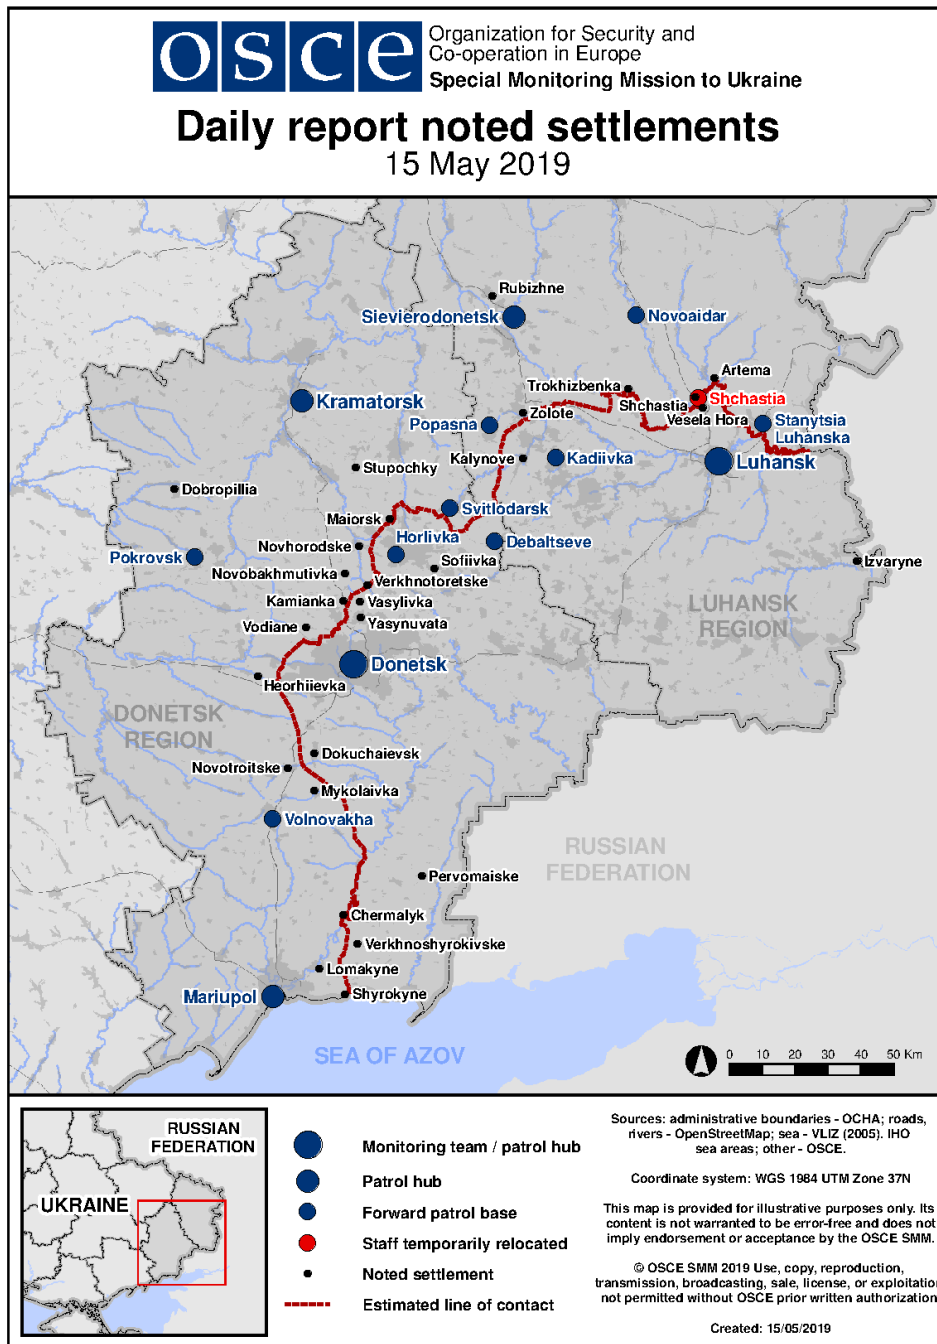 osce
Organization for Security and
Co-operation in Europe
Special Monitoring Mission to Ukraine
Daily report noted settlements
15 May 2019
Rubizhne
Sievierodonetsk
Novoaidar
Artema
Trokhizbenka
Shchastia
Kramatorsk
Shchastia
Zolote
Vesela Hora
Popasna
Stanytsia
Luhanska
Kalynove
Kadiivka
Luhansk
Stupochky
Dobropillia
Svitlodarsk
Maiorsk
Horlivka
Debaltseve
Novhorodske
Pokrovsk
Sofiivka
Izvaryne
Novobakhmutivka
Verkhnotoretske
Kamianka
Vasylivka
LUHANSK
REGION
Yasynuvata
Vodiane
Donetsk
Heorhiievka
DONETSK
REGION
Dokuchaievsk
Novotroitske
Mykolaivka
Volnovakha
RUSSIAN
FEDERATION
Pervomaiske
Chermalyk
Verkhnoshyrokivske
Lomakyne
Mariupol
Shyrokyne
SEA OF AZOV
0 10 20 30 40 50 Km
RUSSIAN
FEDERATION
UKRAINE
Monitoring team / patrol hub
Patrol hub
Forward patrol base
Staff temporarily relocated
Noted settlement
Estimated line of contact
Sources: administrative boundaries - OCHA; roads,
rivers - OpenStreetMap; sea - VLIZ (2005). IHO
sea areas; other - OSCE.
Coordinate system: WGS 1984 UTM Zone 37N
This map is provided for illustrative purposes only. Its
content is not warranted to be error-free and does not
imply endorsement or acceptance by the OSCE SMM.
© OSCE SMM 2019 Use, copy, reproduction,
transmission, broadcasting, sale, license, or exploitation
not permitted without OSCE prior written authorization
Created: 15/05/2019